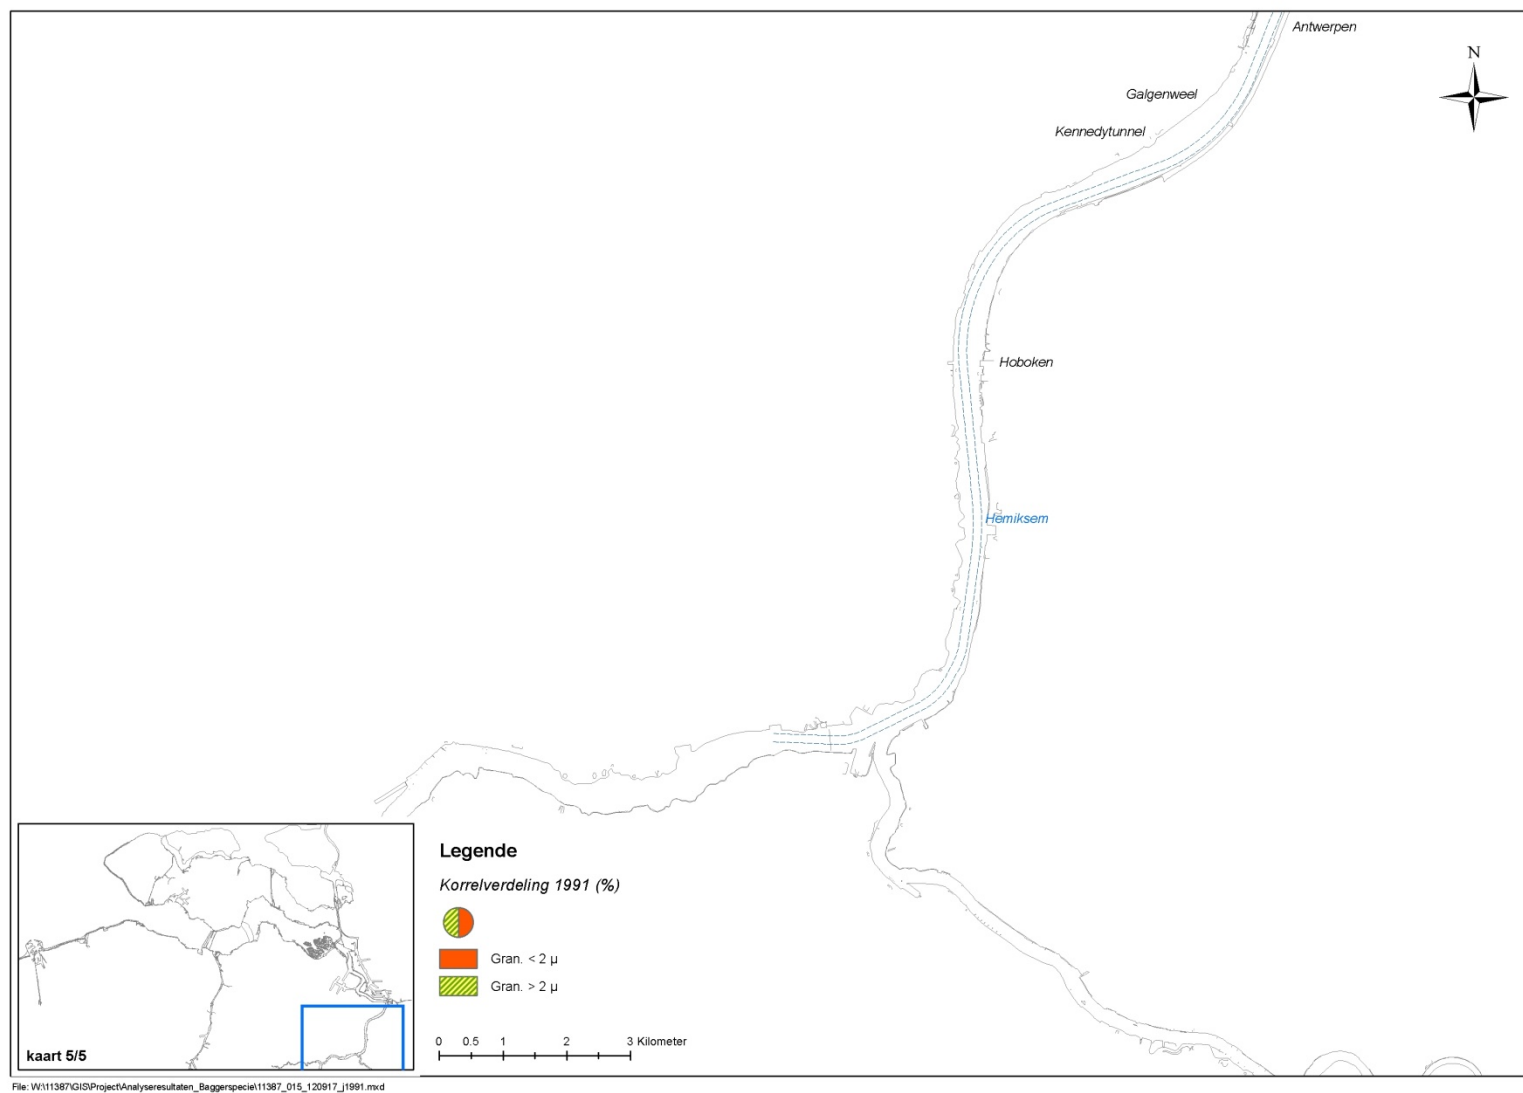 Antwerpen
N
Galgenweel
Kennedytunnel
Hoboken
Hemiksem
Legende
Korrelverdeling 1991 (%)
Gran. < 2 µ
Gran. > 2 µ
0 0.5 1 2 3 Kilometer
kaart 5/5
File: W:\11387\GIS\Project\Analyseresultaten_Baggerspecie\11387_015_120917_j1991.mxd